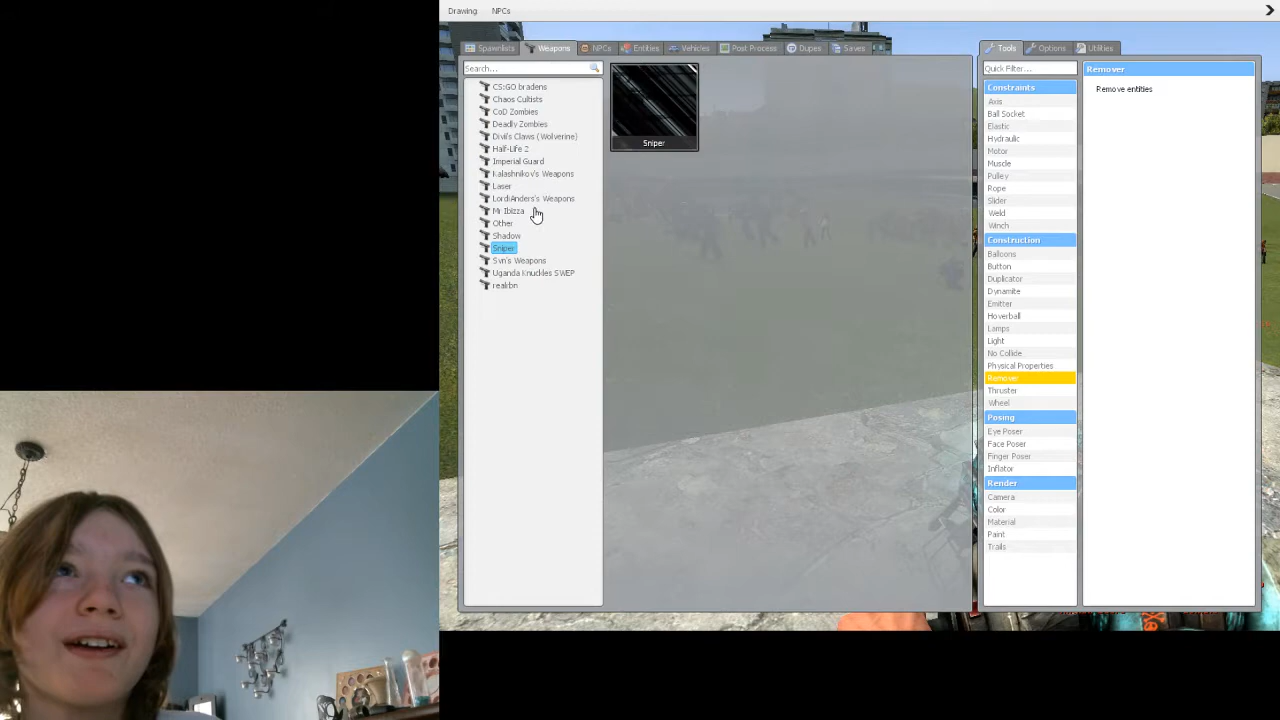 Drawing NPCs
Spawnlists Weapons NPCs Entities Vehicles Post Process Dupes Saves
Tools Options Utilities
Search...
CS:GO bradens
Chaos Cultists
CoD Zombies
Deadly Zombies
Divil's Claws (Wolverine)
Half-Life 2
Imperial Guard
Kalashnikov's Weapons
Laser
LordiAnders's Weapons
Mr Ibizza
Other
Shadow
Sniper
Svn's Weapons
Uganda Knuckles SWEP
reakbn
Sniper
Quick Filter...
Constraints
Axis
Ball Socket
Elastic
Hydraulic
Motor
Muscle
Pulley
Rope
Slider
Weld
Winch
Construction
Balloons
Button
Duplicator
Dynamite
Emitter
Hoverball
Lamps
Light
No Collide
Physical Properties
Remover
Thruster
Wheel
Posing
Eye Poser
Face Poser
Finger Poser
Inflator
Render
Camera
Color
Material
Paint
Trails
Remover
Remove entities